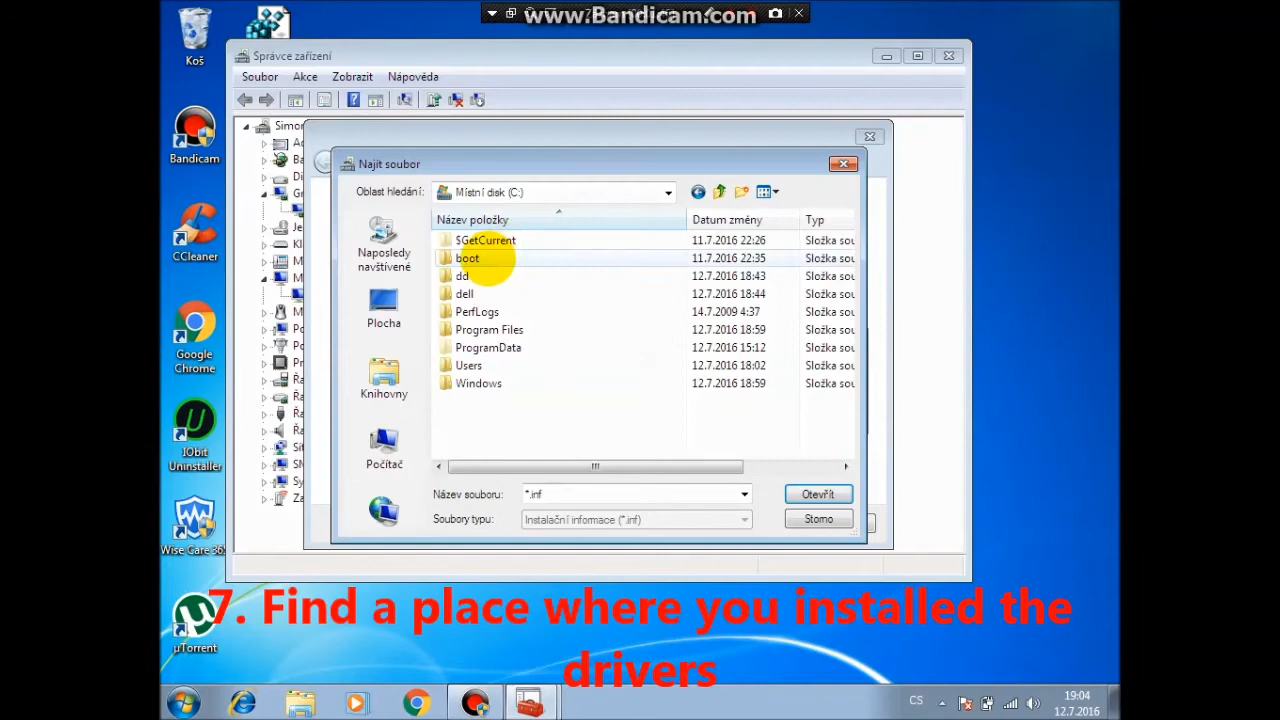 www.Bandicam.com
Koš
Správce zařízení
Soubor Akce Zobrazit Nápověda
Bandicam
Najít soubor
Oblast hledání: Místní disk (C:)
Název položky Datum změny Typ
$GetCurrent 11.7.2016 22:26 Složka sou
boot 11.7.2016 22:35 Složka sou
dd 12.7.2016 18:43 Složka sou
dell 12.7.2016 18:44 Složka sou
PerfLogs 14.7.2009 4:37 Složka sou
Program Files 12.7.2016 18:59 Složka sou
ProgramData 12.7.2016 15:12 Složka sou
Users 12.7.2016 18:02 Složka sou
Windows 12.7.2016 18:59 Složka sou
Naposledy
navštívené
Plocha
Knihovny
Počítač
Název souboru: *.inf Otevřít
Soubory typu: Instalační informace (*.inf) Storno
CCleaner
Google
Chrome
IObit
Uninstaller
Wise Care 36
µTorrent
7. Find a place where you installed the
drivers
CS 19:04
12.7.2016